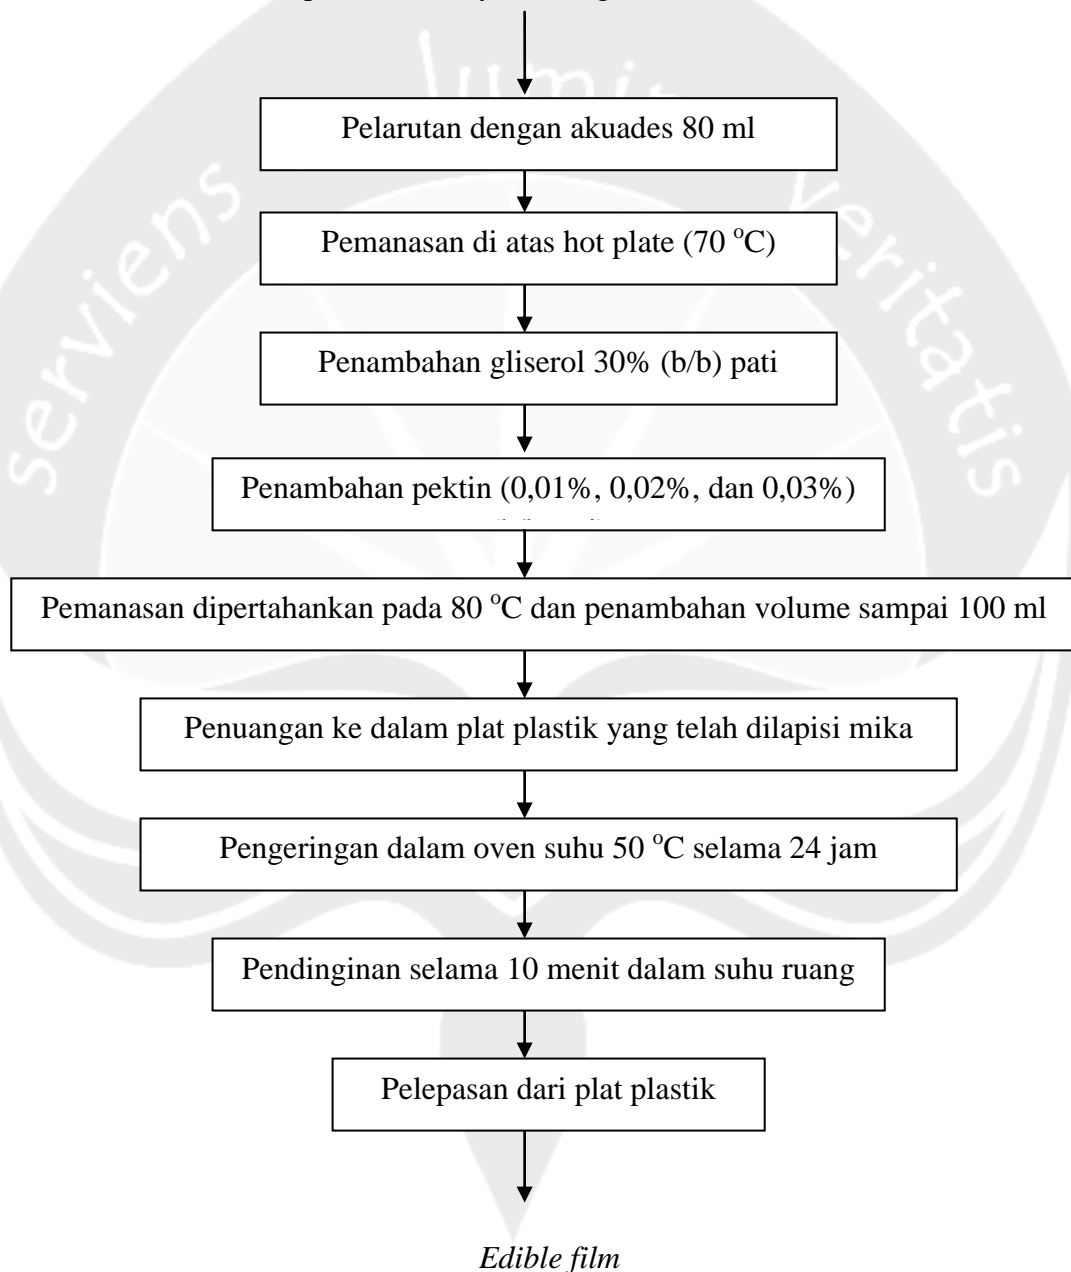 Pelarutan dengan akuades 80 ml
Pemanasan di atas hot plate (70 °C)
Penambahan gliserol 30% (b/b) pati
Penambahan pektin (0,01%, 0,02%, dan 0,03%)
Pemanasan dipertahankan pada 80 °C dan penambahan volume sampai 100 ml
Penuangan ke dalam plat plastik yang telah dilapisi mika
Pengeringan dalam oven suhu 50 °C selama 24 jam
Pendinginan selama 10 menit dalam suhu ruang
Pelepasan dari plat plastik
Edible film
serviens
veritatis